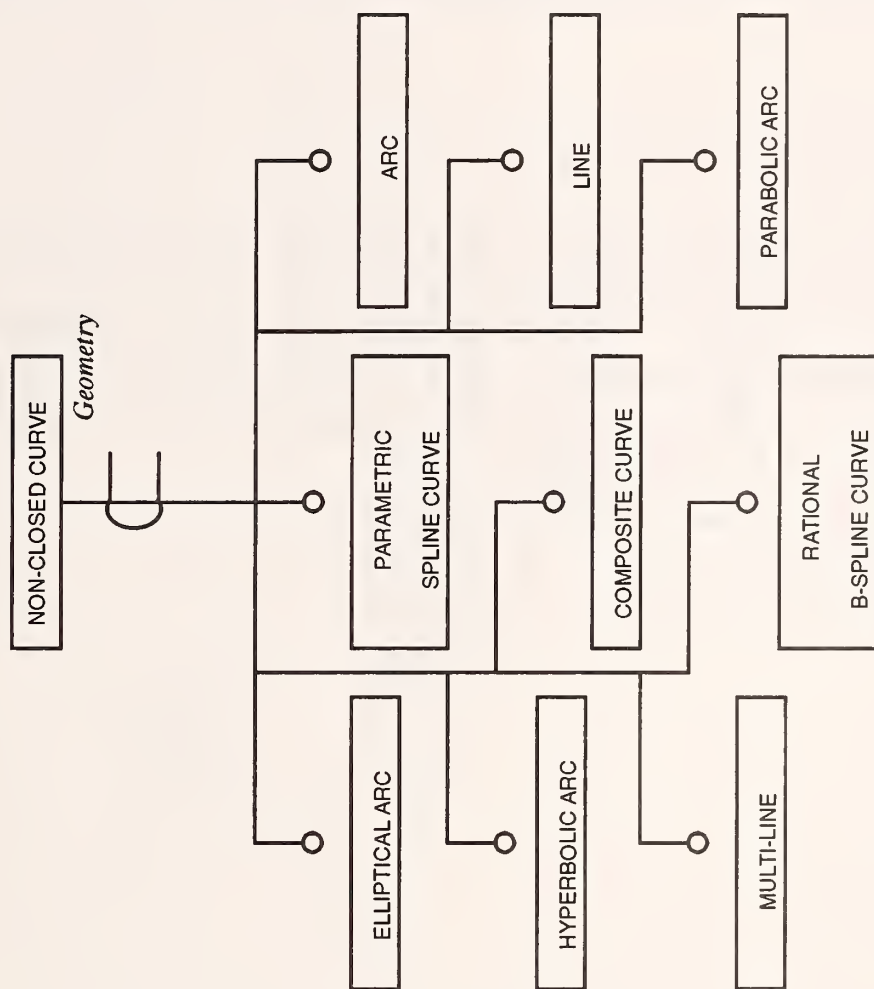 NON-CLOSED CURVE
Geometry
ELLIPTICAL ARC
PARAMETRIC
SPLINE CURVE
ARC
HYPERBOLIC ARC
COMPOSITE CURVE
LINE
MULTI-LINE
RATIONAL
B-SPLINE CURVE
PARABOLIC ARC